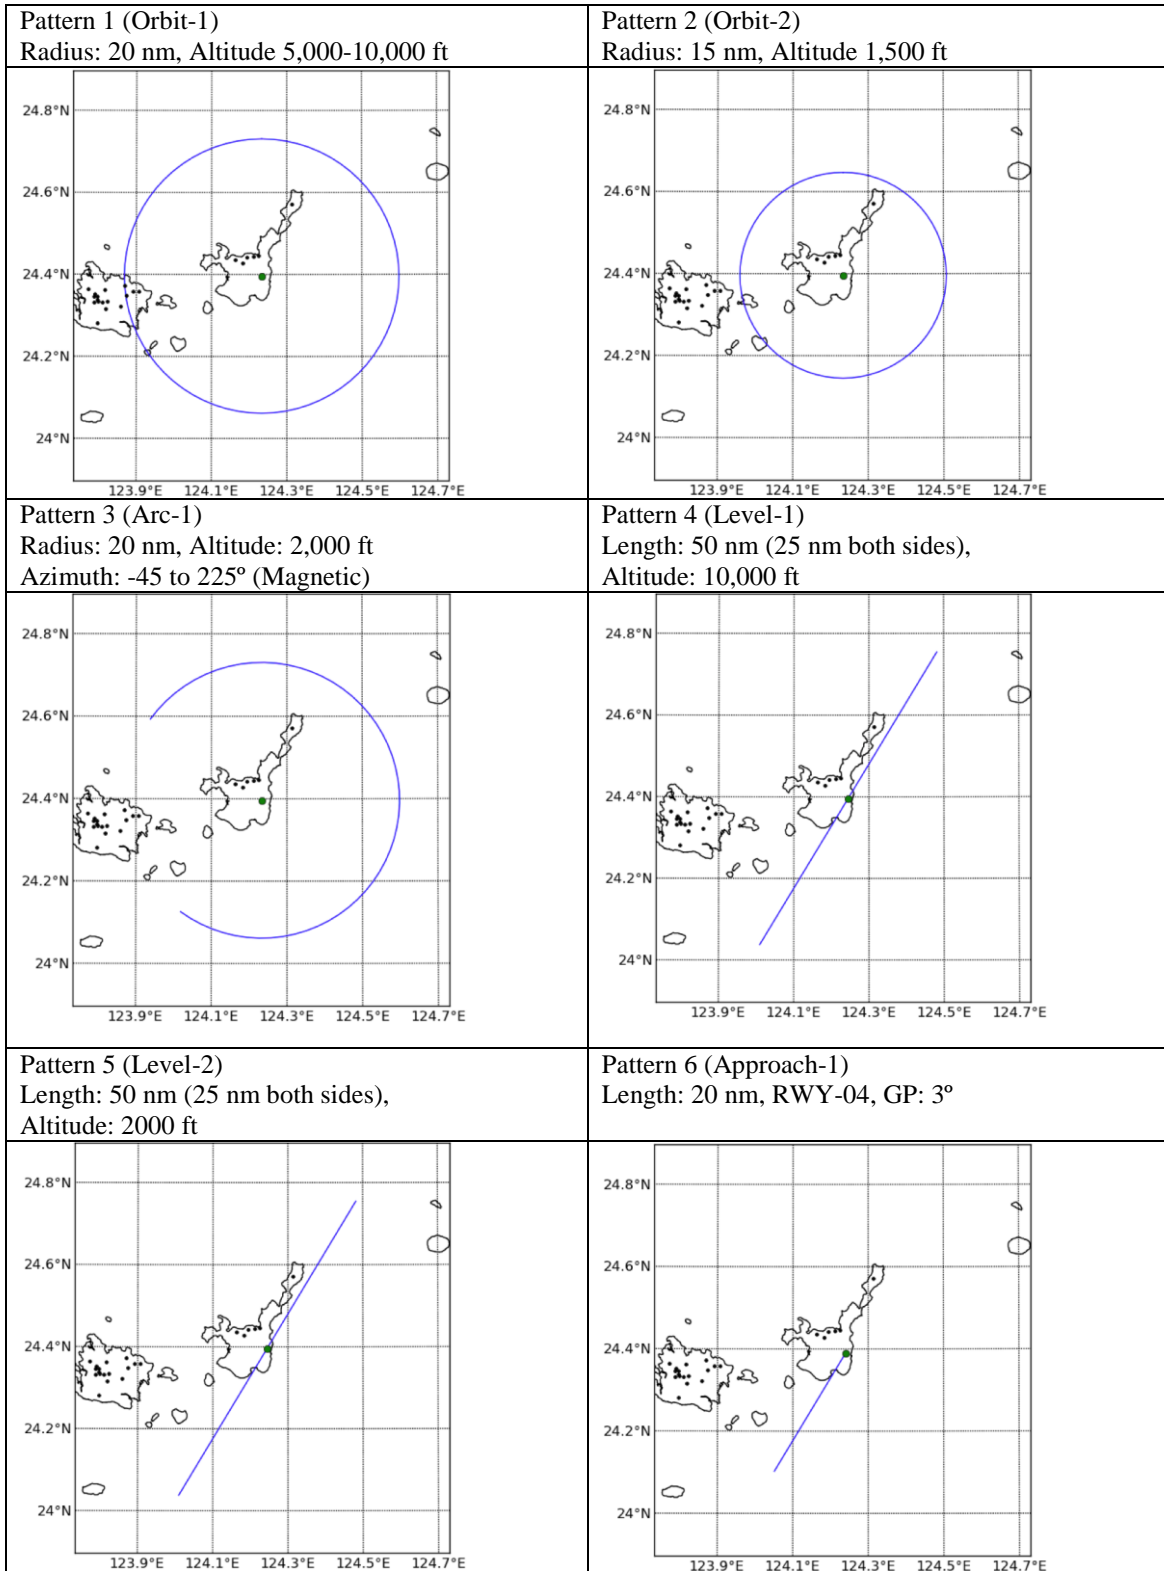 Pattern 1 (Orbit-1)
Radius: 20 nm, Altitude 5,000-10,000 ft
Pattern 2 (Orbit-2)
Radius: 15 nm, Altitude 1,500 ft
24.8°N
24.6°N
24.4°N
24.2°N
24°N
123.9°E 124.1°E 124.3°E 124.5°E 124.7°E
24.8°N
24.6°N
24.4°N
24.2°N
24°N
123.9°E 124.1°E 124.3°E 124.5°E 124.7°E
Pattern 3 (Arc-1)
Radius: 20 nm, Altitude: 2,000 ft
Azimuth: -45 to 225º (Magnetic)
Pattern 4 (Level-1)
Length: 50 nm (25 nm both sides),
Altitude: 10,000 ft
24.8°N
24.6°N
24.4°N
24.2°N
24°N
123.9°E 124.1°E 124.3°E 124.5°E 124.7°E
24.8°N
24.6°N
24.4°N
24.2°N
24°N
123.9°E 124.1°E 124.3°E 124.5°E 124.7°E
Pattern 5 (Level-2)
Length: 50 nm (25 nm both sides),
Altitude: 2000 ft
Pattern 6 (Approach-1)
Length: 20 nm, RWY-04, GP: 3º
24.8°N
24.6°N
24.4°N
24.2°N
24°N
123.9°E 124.1°E 124.3°E 124.5°E 124.7°E
24.8°N
24.6°N
24.4°N
24.2°N
24°N
123.9°E 124.1°E 124.3°E 124.5°E 124.7°E